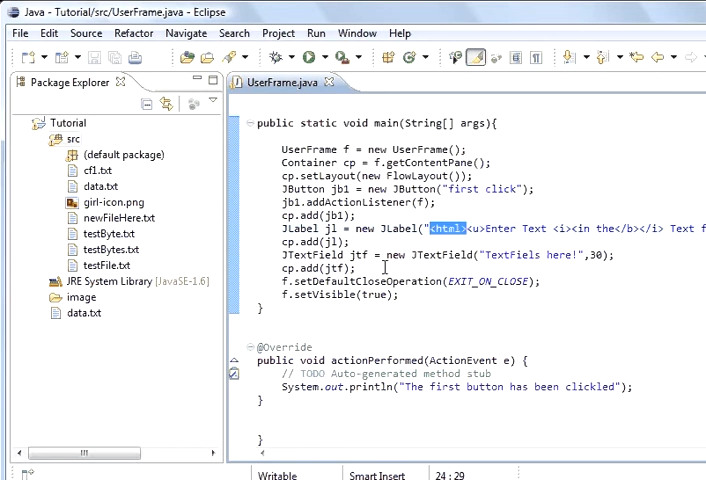 Java - Tutorial/src/UserFrame.java - Eclipse
File Edit Source Refactor Navigate Search Project Run Window Help
Package Explorer
UserFrame.java
Tutorial
src
(default package)
cf1.txt
data.txt
girl-icon.png
newFileHere.txt
testByte.txt
testBytes.txt
testFile.txt
JRE System Library [JavaSE-1.6]
image
data.txt
public static void main(String[] args){
UserFrame f = new UserFrame();
Container cp = f.getContentPane();
cp.setLayout(new FlowLayout());
JButton jb1 = new JButton("first click");
jb1.addActionListener(f);
cp.add(jb1);
JLabel jl = new JLabel("<html><u>Enter Text <i><in the</b></i> Text f
cp.add(jl);
JTextField jtf = new JTextField("TextFiels here!",30);
cp.add(jtf);
f.setDefaultCloseOperation(EXIT_ON_CLOSE);
f.setVisible(true);
}
@Override
public void actionPerformed(ActionEvent e) {
// TODO Auto-generated method stub
System.out.println("The first button has been clickled");
}
}
Writable Smart Insert 24 : 29